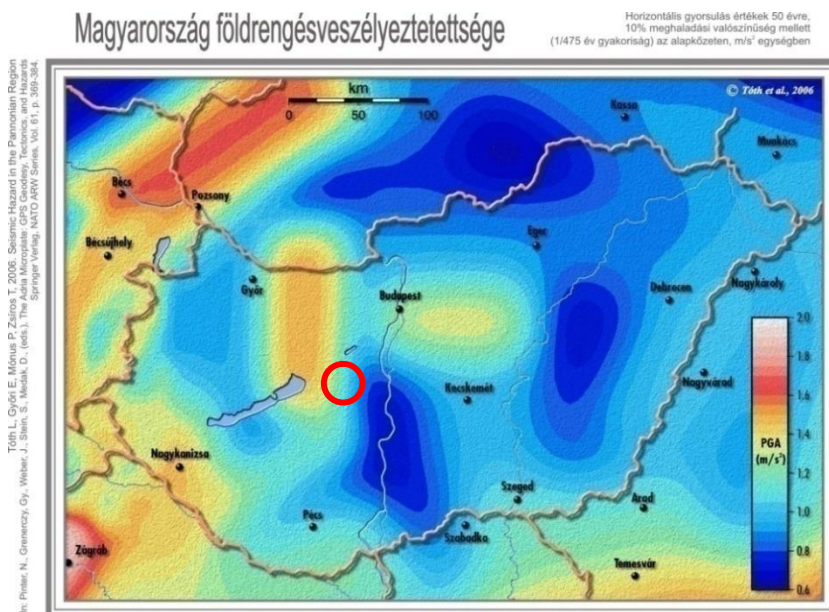 Magyarország földrengésveszélyeztetettsége
Horizontális gyorsulás értékek 50 évre,
10% meghaladási valószínűség mellett
(1/475 év gyakoriság) az alapkőzeten, m/s² egységben
Tóth L, Győri E, Mónus P, Zsíros T, 2006. Seismic Hazard in the Pannonian Region
In: Pinter, N., Grenerczy, Gy., Weber, J., Stein, S., Medak, D., (eds.), The Adria Microplate: GPS Geodesy, Tectonics, and Hazards
Springer Verlag, NATO ARW Series, Vol. 61, p. 369-384.
km
0 50 100
© Tóth et al., 2006
Kassa
Munkács
Bécs
Pozsony
Bécsújhely
Eger
Győr
Budapest
Debrecen
Nagykároly
Kecskemét
Nagyvárad
Nagykanizsa
Szeged
Pécs
Arad
Szabadka
Zágráb
Temesvár
PGA
(m/s²)
2.0
1.8
1.6
1.4
1.2
1.0
0.8
0.6